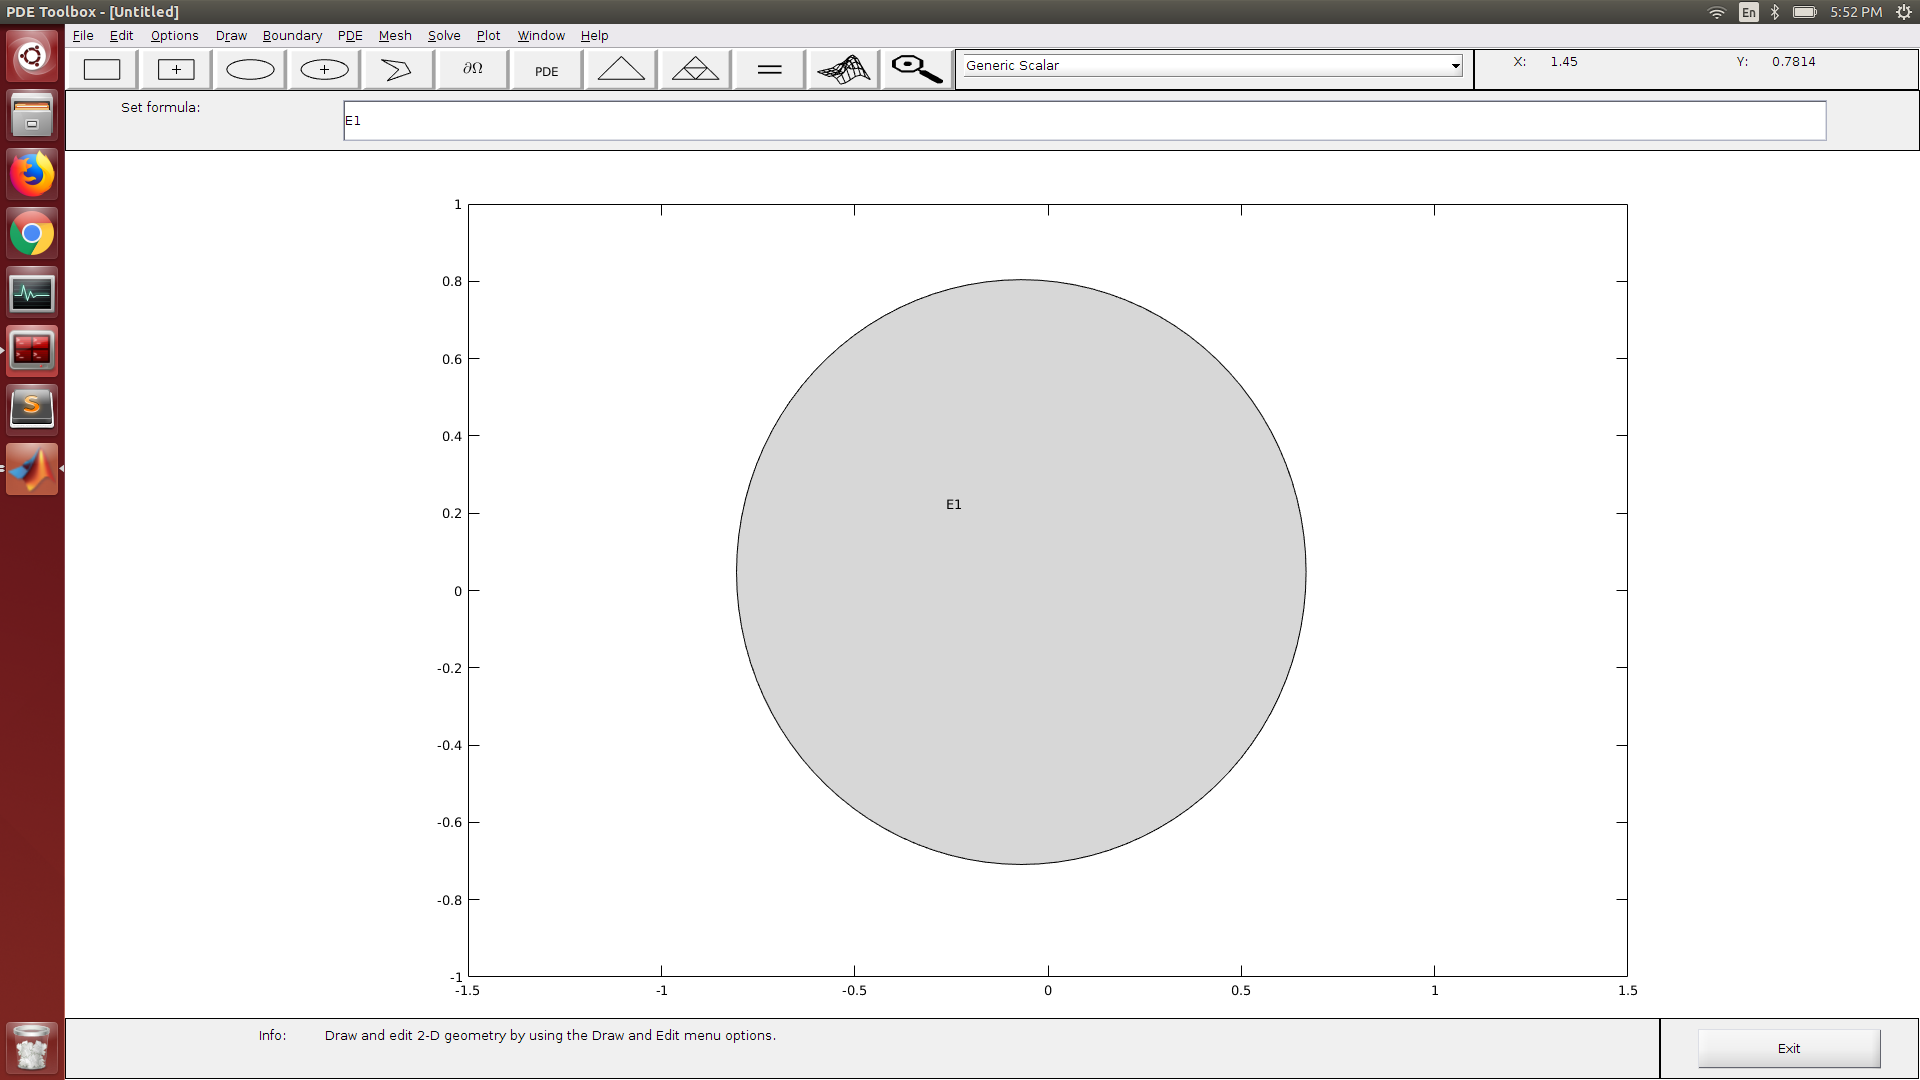 PDE Toolbox - [Untitled]
En
5:52 PM
File Edit Options Draw Boundary PDE Mesh Solve Plot Window Help
∂Ω
PDE
Generic Scalar
X: 1.45 Y: 0.7814
Set formula:
E1
1
0.8
0.6
0.4
0.2
0
-0.2
-0.4
-0.6
-0.8
-1
E1
-1.5 -1 -0.5 0 0.5 1 1.5
S
Info: Draw and edit 2-D geometry by using the Draw and Edit menu options.
Exit